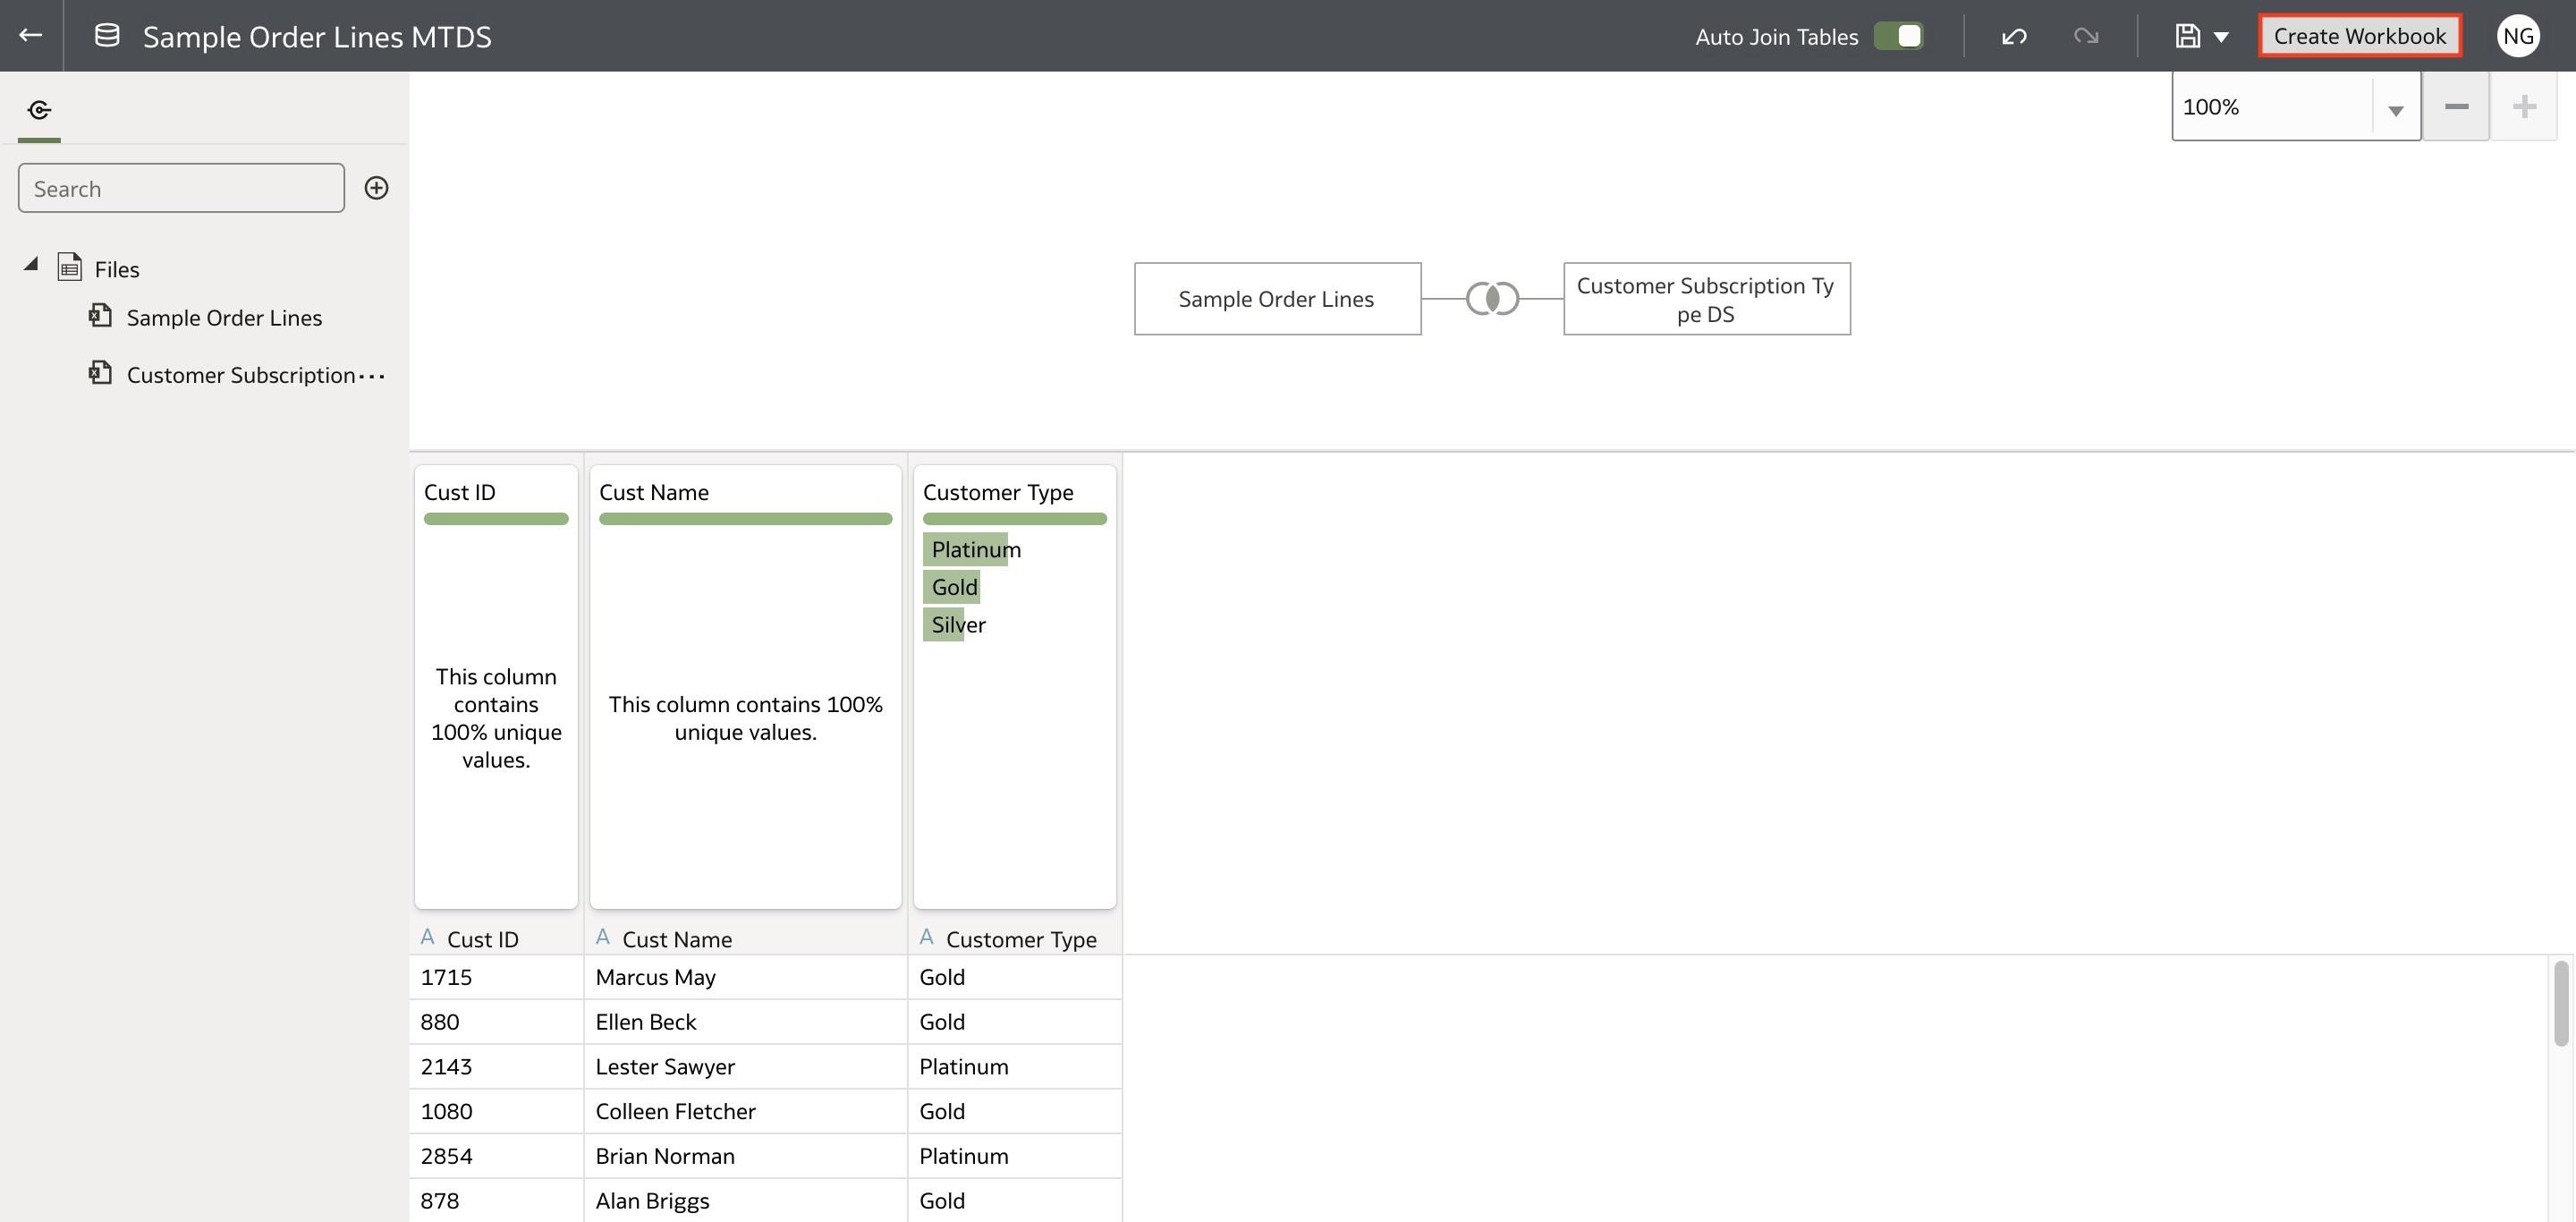 Sample Order Lines MTDS
Auto Join Tables
Create Workbook
NG
100%
Search
Files
Sample Order Lines
Customer Subscription...
Sample Order Lines
Customer Subscription Ty
pe DS
Cust ID
This column
contains
100% unique
values.
Cust Name
This column contains 100%
unique values.
Customer Type
Platinum
Gold
Silver
A Cust ID A Cust Name A Customer Type
1715 Marcus May Gold
880 Ellen Beck Gold
2143 Lester Sawyer Platinum
1080 Colleen Fletcher Gold
2854 Brian Norman Platinum
878 Alan Briggs Gold